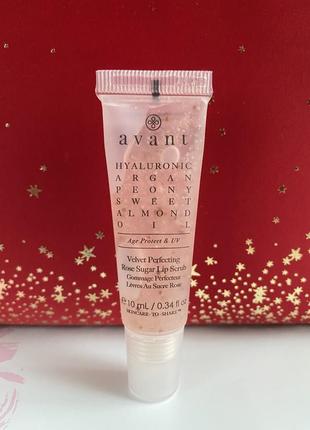 avant
HYALURONIC
ARGAN
PEONY
SWEET
ALMOND
OIL
Age Protect & UV
Velvet Perfecting
Rose Sugar Lip Scrub
Gommage Perfecteur
Lèvres Au Sucre Rose
e 10 mL / 0.34 fl oz
SKINCARE-TO-SHARE™